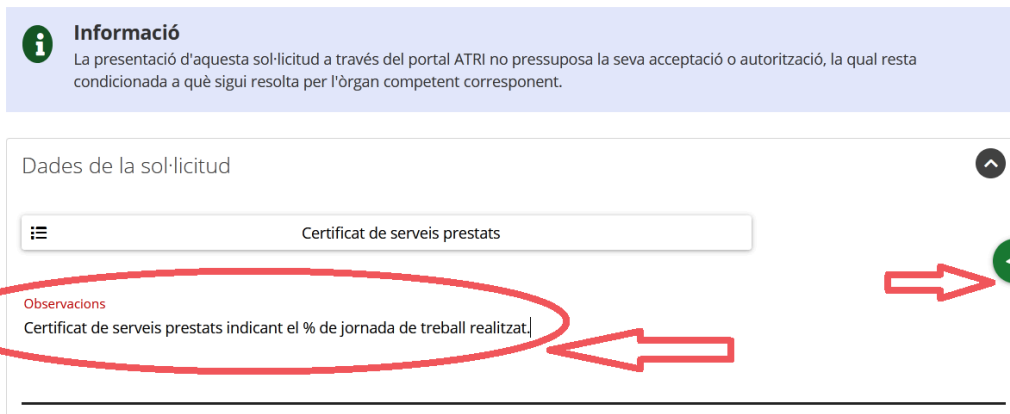 Informació
La presentació d'aquesta sol·licitud a través del portal ATRI no pressuposa la seva acceptació o autorització, la qual resta
condicionada a què sigui resolta per l'òrgan competent corresponent.
Dades de la sol·licitud
Certificat de serveis prestats
Observacions
Certificat de serveis prestats indicant el % de jornada de treball realitzat.